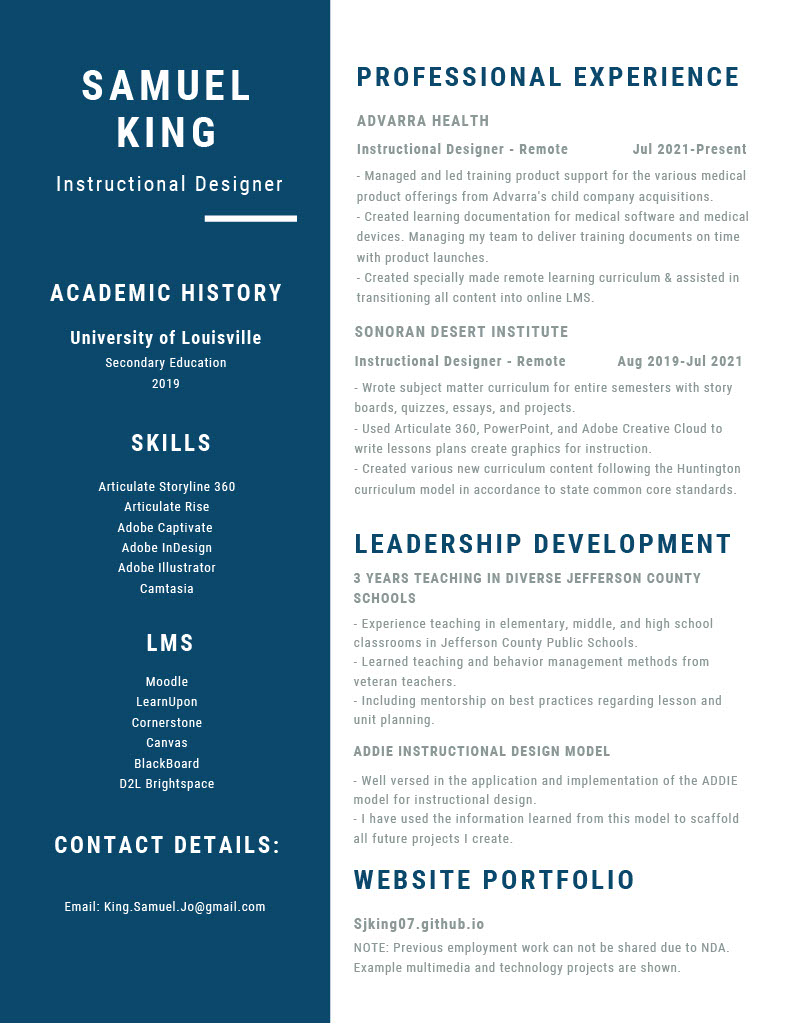 SAMUEL
KING
Instructional Designer
ACADEMIC HISTORY
University of Louisville
Secondary Education
2019
SKILLS
Articulate Storyline 360
Articulate Rise
Adobe Captivate
Adobe InDesign
Adobe Illustrator
Camtasia
LMS
Moodle
LearnUpon
Cornerstone
Canvas
BlackBoard
D2L Brightspace
CONTACT DETAILS:
Email: King.Samuel.Jo@gmail.com
PROFESSIONAL EXPERIENCE
ADVARRA HEALTH
Instructional Designer - Remote Jul 2021-Present
- Managed and led training product support for the various medical
product offerings from Advarra's child company acquisitions.
- Created learning documentation for medical software and medical
devices. Managing my team to deliver training documents on time
with product launches.
- Created specially made remote learning curriculum & assisted in
transitioning all content into online LMS.
SONORAN DESERT INSTITUTE
Instructional Designer - Remote Aug 2019-Jul 2021
- Wrote subject matter curriculum for entire semesters with story
boards, quizzes, essays, and projects.
- Used Articulate 360, PowerPoint, and Adobe Creative Cloud to
write lessons plans create graphics for instruction.
- Created various new curriculum content following the Huntington
curriculum model in accordance to state common core standards.
LEADERSHIP DEVELOPMENT
3 YEARS TEACHING IN DIVERSE JEFFERSON COUNTY
SCHOOLS
- Experience teaching in elementary, middle, and high school
classrooms in Jefferson County Public Schools.
- Learned teaching and behavior management methods from
veteran teachers.
- Including mentorship on best practices regarding lesson and
unit planning.
ADDIE INSTRUCTIONAL DESIGN MODEL
- Well versed in the application and implementation of the ADDIE
model for instructional design.
- I have used the information learned from this model to scaffold
all future projects I create.
WEBSITE PORTFOLIO
Sjking07.github.io
NOTE: Previous employment work can not be shared due to NDA.
Example multimedia and technology projects are shown.